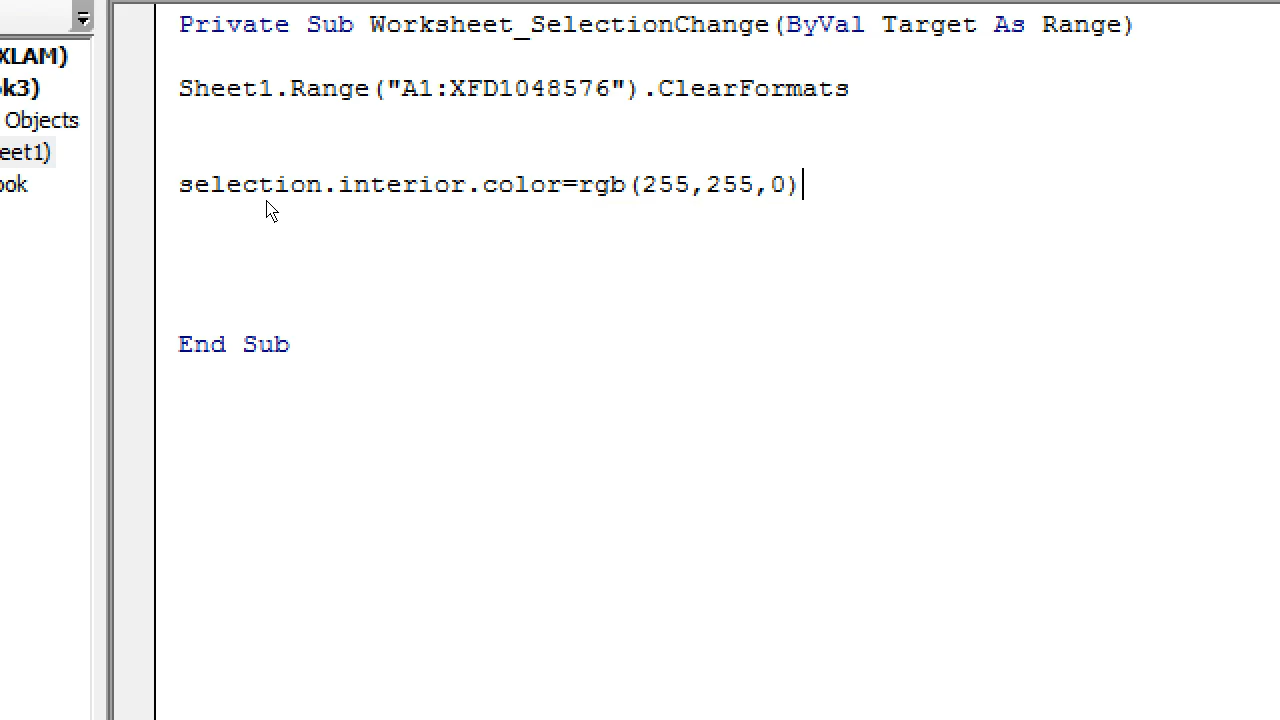 Private Sub Worksheet_SelectionChange(ByVal Target As Range)
XLAM)
Sheet1.Range("A1:XFD1048576").ClearFormats
k3)
Objects
eet1)
ook
selection.interior.color=rgb(255,255,0)
End Sub